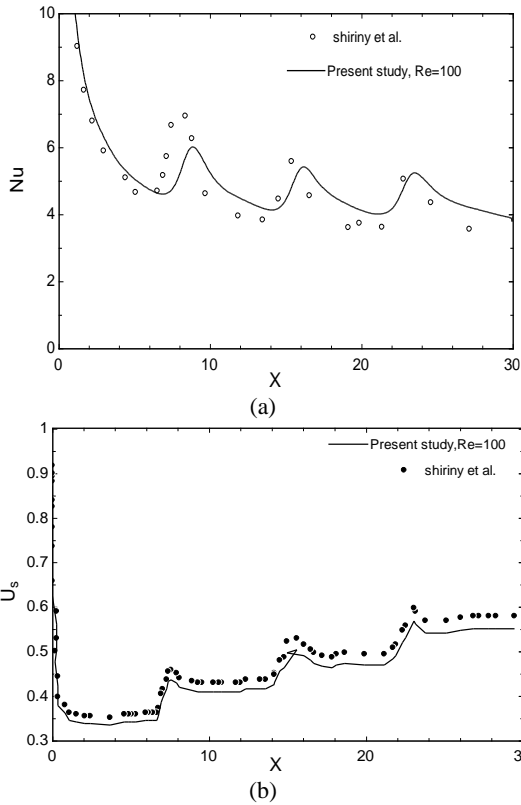 10
8
6
4
2
0
Nu
shiriny et al.
Present study, Re=100
0
10
20
30
X
(a)
1
0.9
0.8
0.7
0.6
0.5
0.4
0.3
U_s
Present study,Re=100
shiriny et al.
0
10
20
3
X
(b)